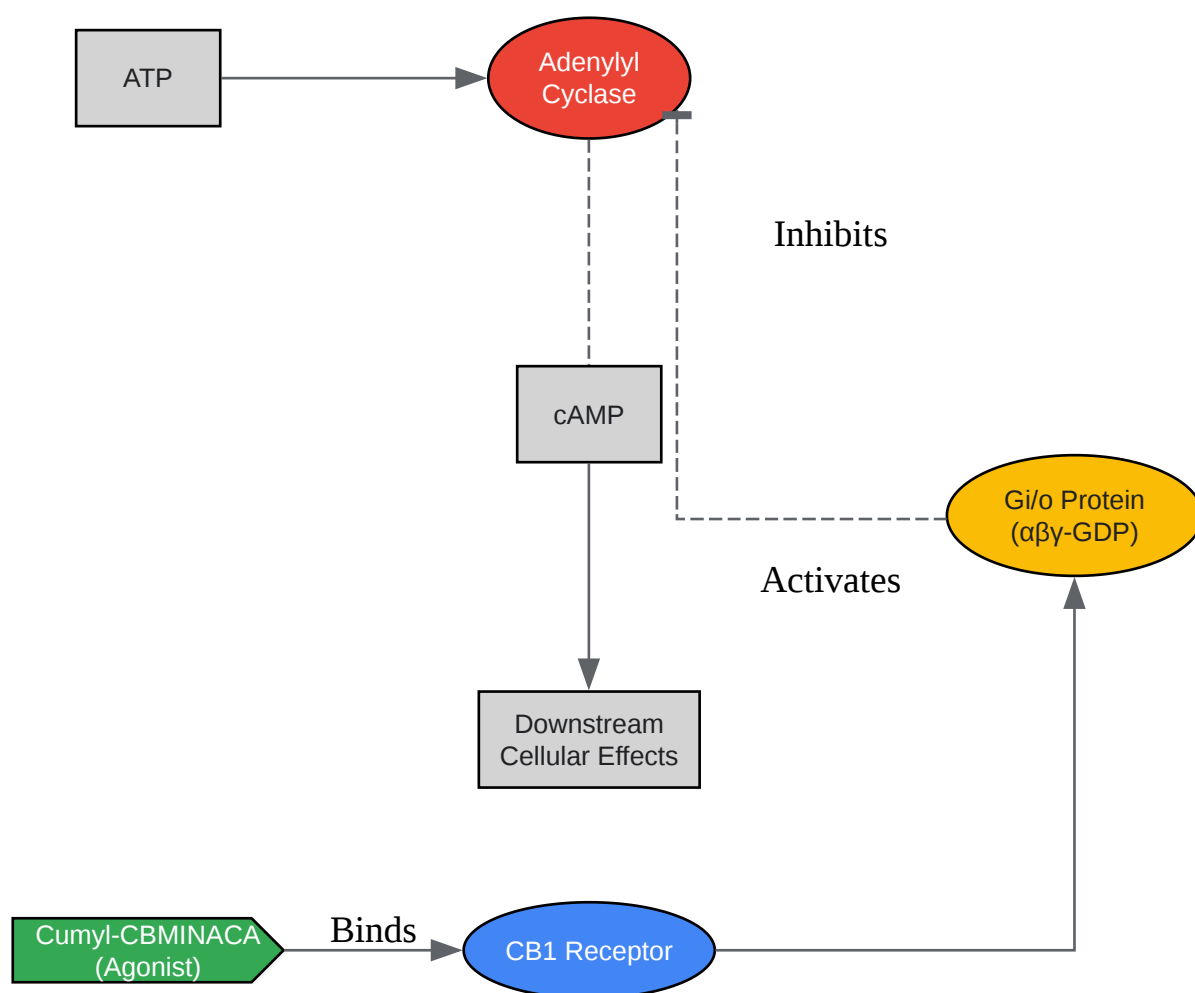 ATP
Adenylyl
Cyclase
Inhibits
cAMP
Gi/o Protein
(αβγ-GDP)
Activates
Downstream
Cellular Effects
Cumyl-CBMINACA
(Agonist)
Binds
CB1 Receptor